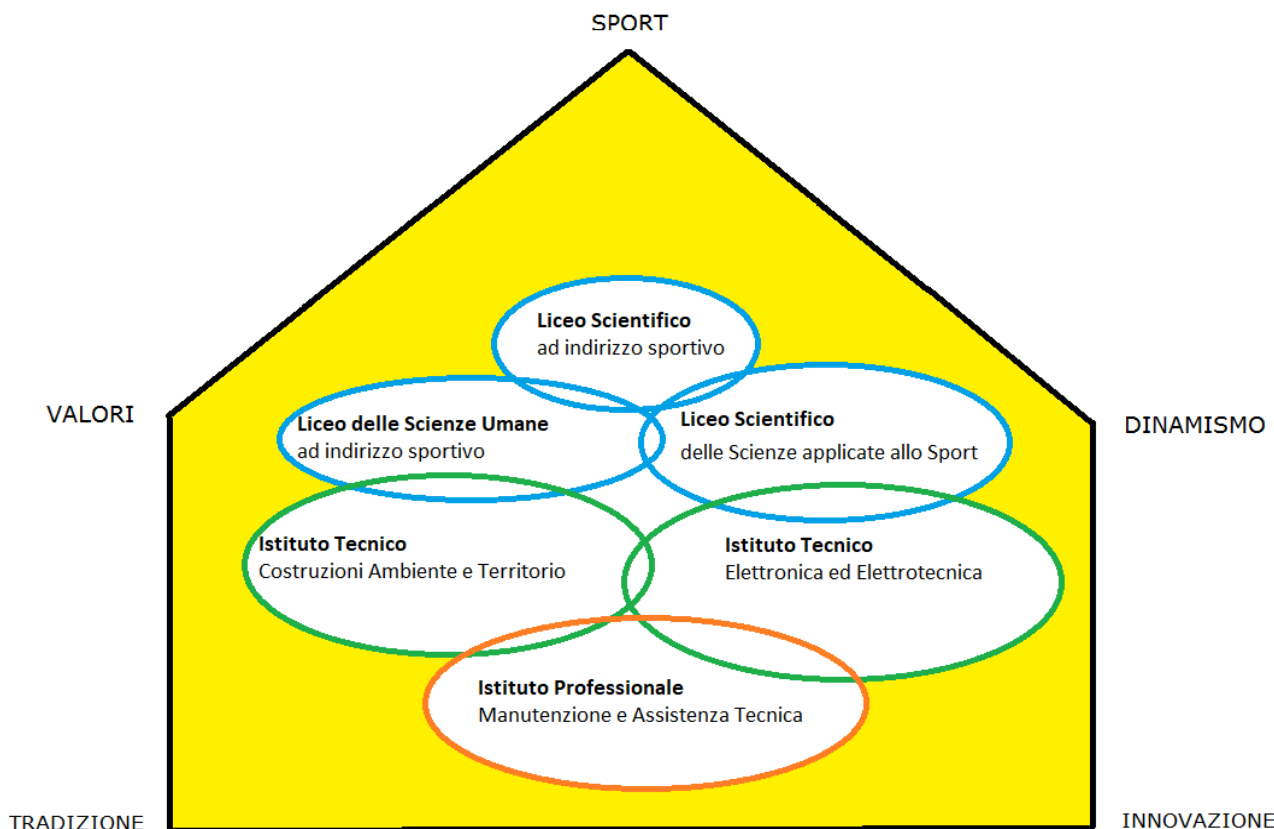 SPORT
Liceo Scientifico
ad indirizzo sportivo
VALORI
Liceo delle Scienze Umane
ad indirizzo sportivo
Liceo Scientifico
delle Scienze applicate allo Sport
DINAMISMO
Istituto Tecnico
Costruzioni Ambiente e Territorio
Istituto Tecnico
Elettronica ed Elettrotecnica
Istituto Professionale
Manutenzione e Assistenza Tecnica
TRADIZIONE
INNOVAZIONE